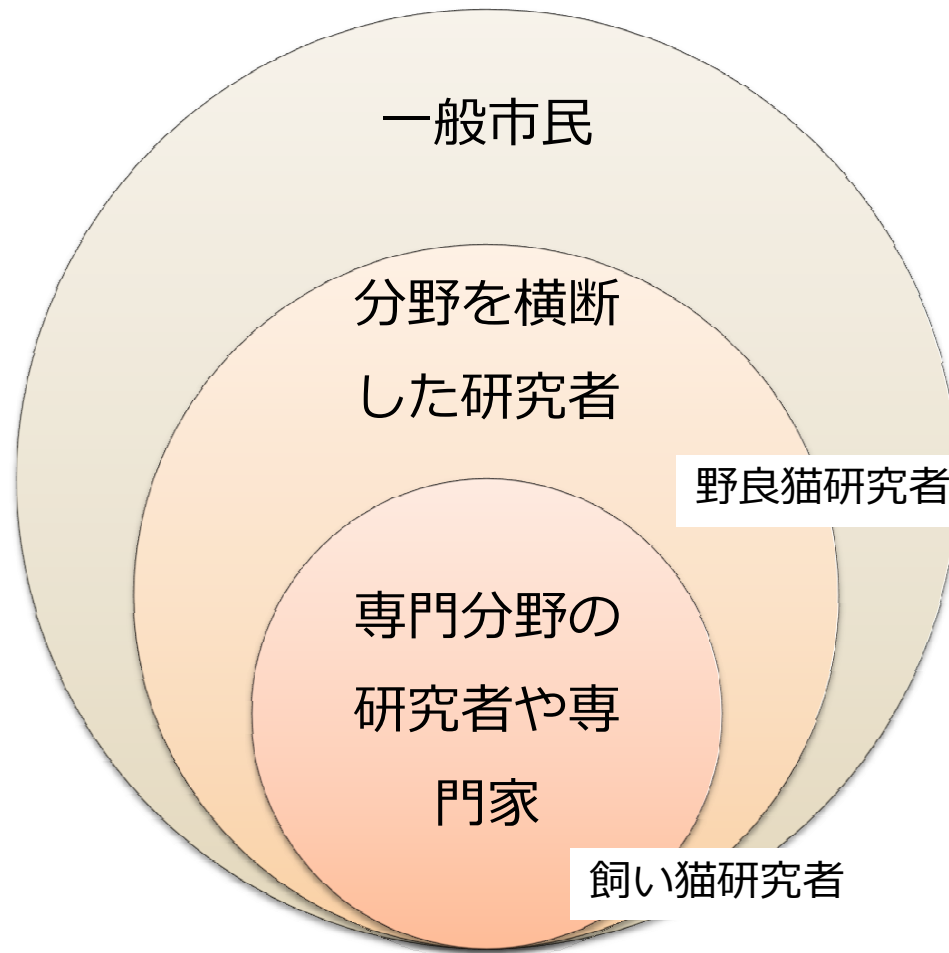 一般市民
分野を横断
した研究者
野良猫研究者
専門分野の
研究者や専
門家
飼い猫研究者